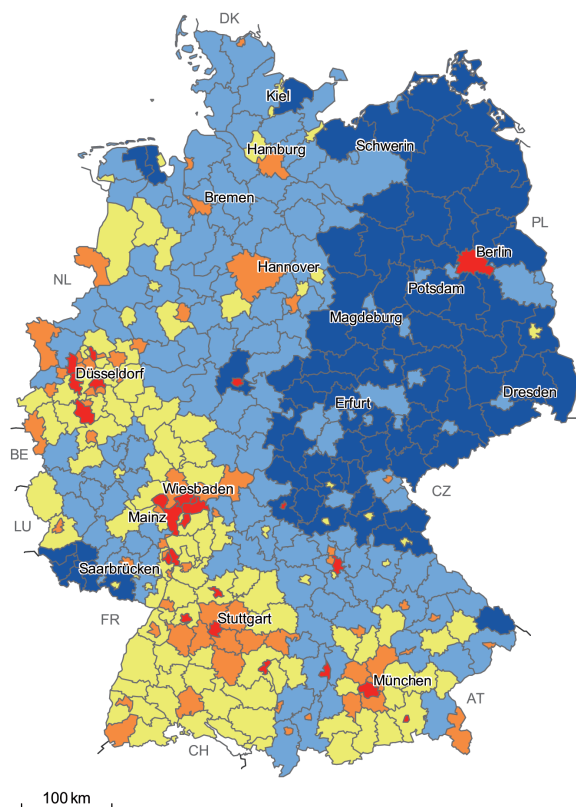 DK
Kiel
Schwerin
Hamburg
Bremen
PL
Berlin
NL
Hannover
Potsdam
Magdeburg
Düsseldorf
Dresden
Erfurt
BE
Wiesbaden
CZ
Mainz
LU
Saarbrücken
FR
Stuttgart
München
AT
CH
100 km